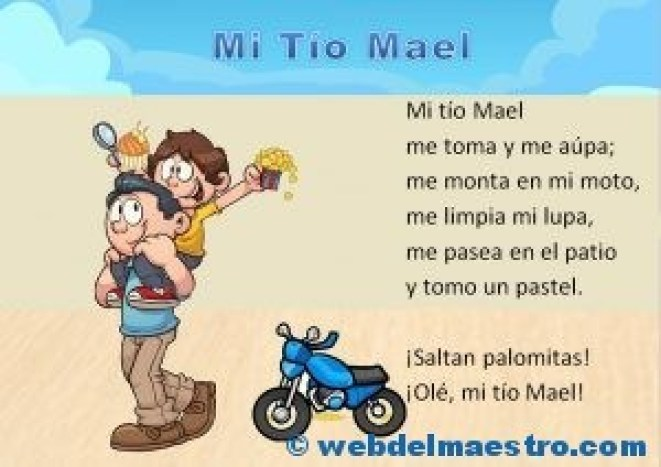 Mi Tío Mael
Mi tío Mael
me toma y me aúpa;
me monta en mi moto,
me limpia mi lupa,
me pasea en el patio
y tomo un pastel.
¡Saltan palomitas!
¡Olé, mi tío Mael!
© webdelmaestro.com